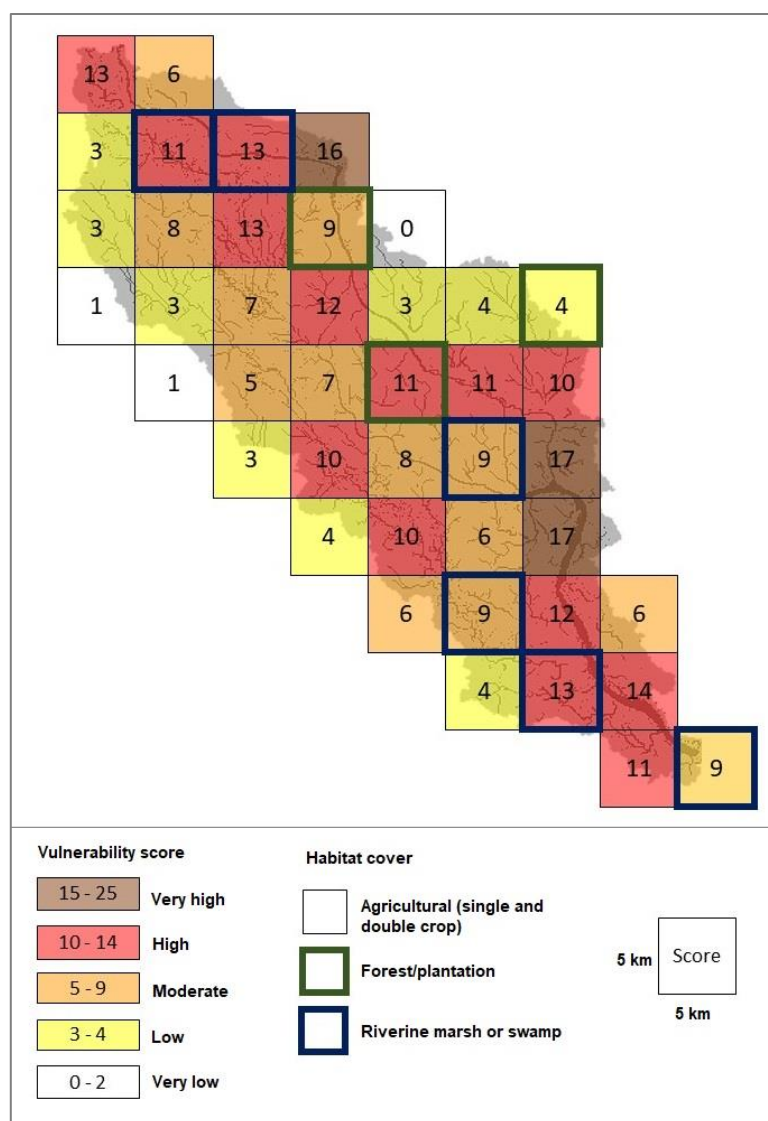 13 6
3 11 13 16
3 8 13 9 0
1 3 7 12 3 4 4
1 5 7 11 11 10
3 10 8 9 17
4 10 6 17
6 9 12 6
4 13 14
11 9
Vulnerability score
15 - 25 Very high
10 - 14 High
5 - 9 Moderate
3 - 4 Low
0 - 2 Very low
Habitat cover
Agricultural (single and
double crop)
Forest/plantation
Riverine marsh or swamp
5 km Score
5 km